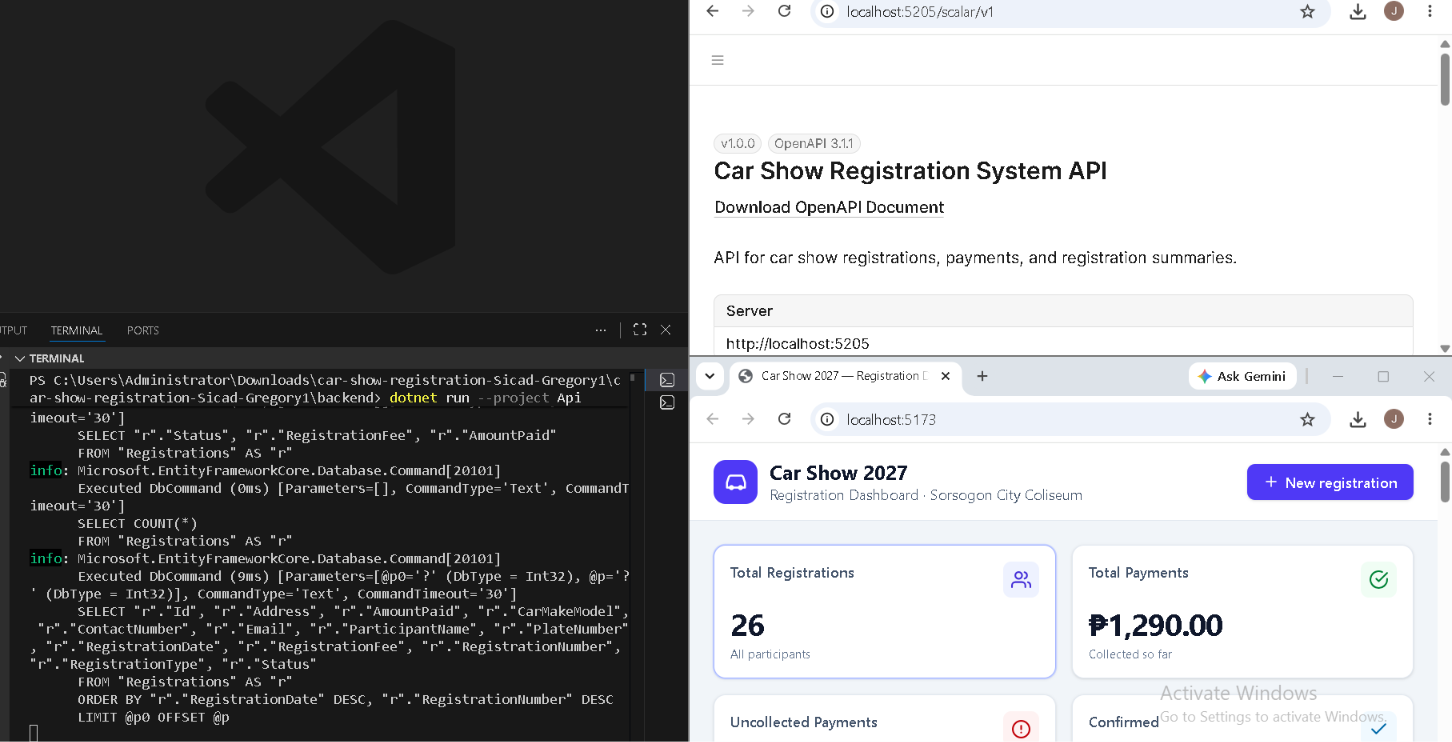 TPUT TERMINAL PORTS
TERMINAL
PS C:\Users\Administrator\Downloads\car-show-registration-Sicad-Gregory1\c
ar-show-registration-Sicad-Gregory1\backend> dotnet run --project Api
imeout='30']
SELECT "r"."Status", "r"."RegistrationFee", "r"."AmountPaid"
FROM "Registrations" AS "r"
info: Microsoft.EntityFrameworkCore.Database.Command[20101]
Executed DbCommand (0ms) [Parameters=[], CommandType='Text', CommandT
imeout='30']
SELECT COUNT(*)
FROM "Registrations" AS "r"
info: Microsoft.EntityFrameworkCore.Database.Command[20101]
Executed DbCommand (9ms) [Parameters=[@p0='?' (DbType = Int32), @p='?
' (DbType = Int32)], CommandType='Text', CommandTimeout='30']
SELECT "r"."Id", "r"."Address", "r"."AmountPaid", "r"."CarMakeModel",
"r"."ContactNumber", "r"."Email", "r"."ParticipantName", "r"."PlateNumber"
, "r"."RegistrationDate", "r"."RegistrationFee", "r"."RegistrationNumber",
"r"."RegistrationType", "r"."Status"
FROM "Registrations" AS "r"
ORDER BY "r"."RegistrationDate" DESC, "r"."RegistrationNumber" DESC
LIMIT @p0 OFFSET @p
localhost:5205/scalar/v1
J
v1.0.0 OpenAPI 3.1.1
Car Show Registration System API
Download OpenAPI Document
API for car show registrations, payments, and registration summaries.
Server
http://localhost:5205
Car Show 2027 — Registration D
Ask Gemini
localhost:5173
J
Car Show 2027
Registration Dashboard · Sorsogon City Coliseum
+ New registration
Total Registrations
26
All participants
Total Payments
₱1,290.00
Collected so far
Uncollected Payments
Confirmed
Activate Windows
Go to Settings to activate Windows.